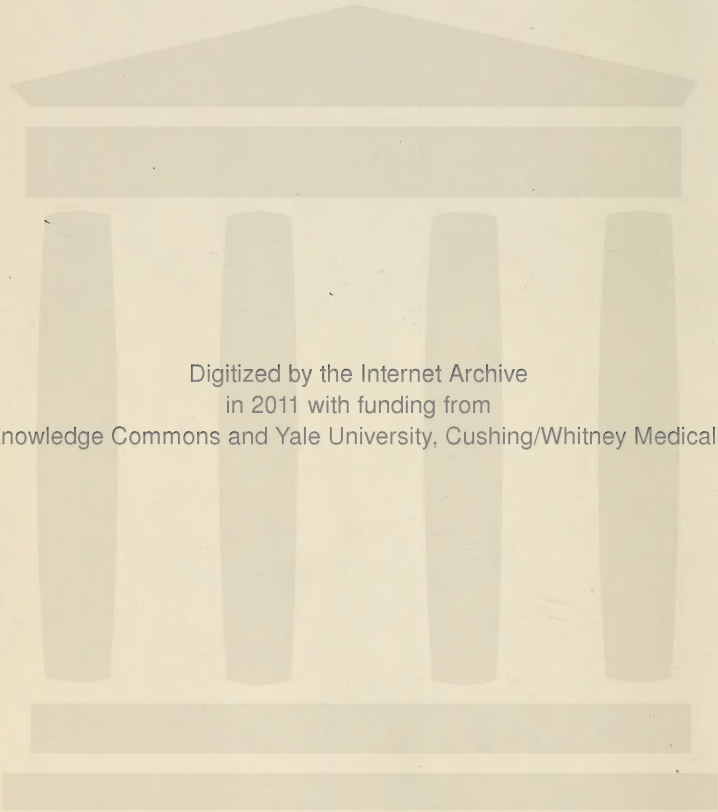 Digitized by the Internet Archive
in 2011 with funding from
nowledge Commons and Yale University, Cushing/Whitney Medical